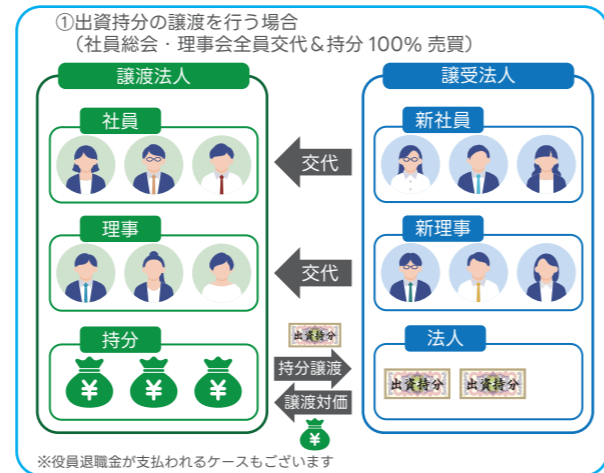 ①出資持分の譲渡を行う場合
（社員総会・理事会全員交代＆持分100％売買）
譲渡法人
譲受法人
社員
新社員
交代
理事
新理事
交代
持分
法人
出資持分
持分譲渡
譲渡対価
¥ ¥ ¥
出資持分 出資持分
¥
※役員退職金が支払われるケースもございます